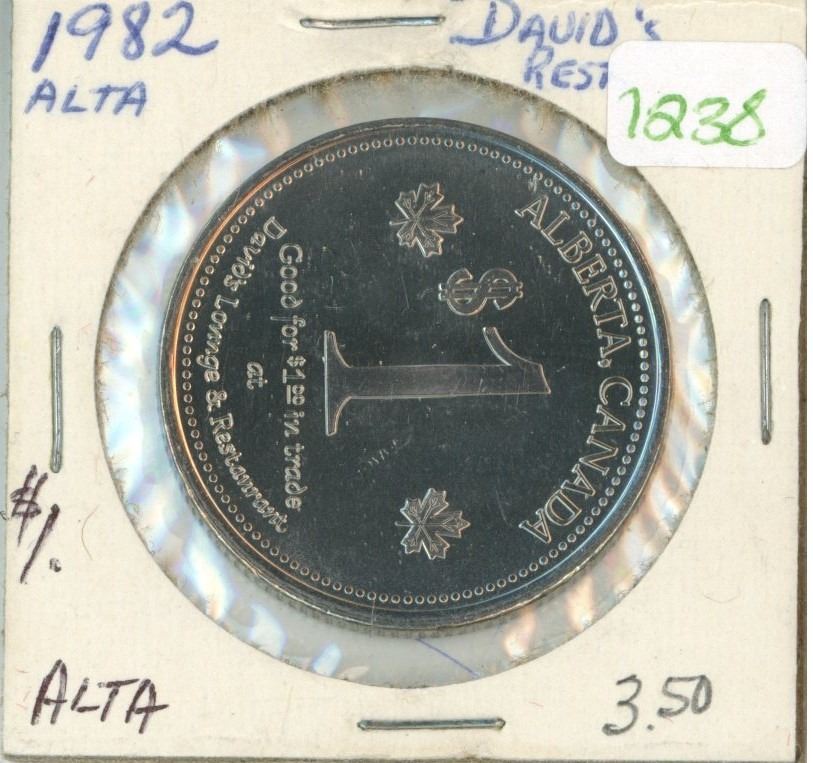 1982
ALTA
DAVID's
REST
1238
ALBERTA, CANADA
$
1
Good for $1.00 in trade
at
David's Lounge & Restaurant
$1.
ALTA
3.50